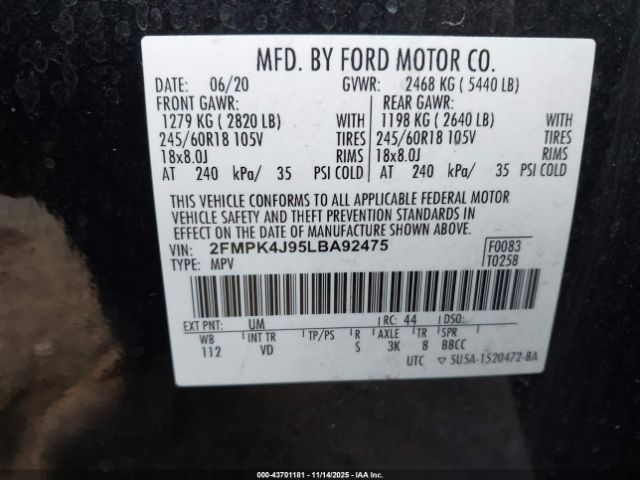 MFD. BY FORD MOTOR CO.
DATE: 06/20 GVWR: 2468 KG ( 5440 LB)
FRONT GAWR: REAR GAWR:
1279 KG ( 2820 LB) WITH 1198 KG ( 2640 LB) WITH
245/60R18 105V TIRES 245/60R18 105V TIRES
18x8.0J RIMS 18x8.0J RIMS
AT 240 kPa/ 35 PSI COLD AT 240 kPa/ 35 PSI COLD
THIS VEHICLE CONFORMS TO ALL APPLICABLE FEDERAL MOTOR
VEHICLE SAFETY AND THEFT PREVENTION STANDARDS IN
EFFECT ON THE DATE OF MANUFACTURE SHOWN ABOVE.
VIN: 2FMPK4J95LBA92475 F0083
TYPE: MPV T0258
EXT PNT: UM RC: 44 DSO:
WB INT TR TP/PS R AXLE TR SPR
112 VD S 3K 8 BBCC
UTC ▽ 5U5A-1520472-BA
000-43701181 - 11/14/2025 - IAA Inc.